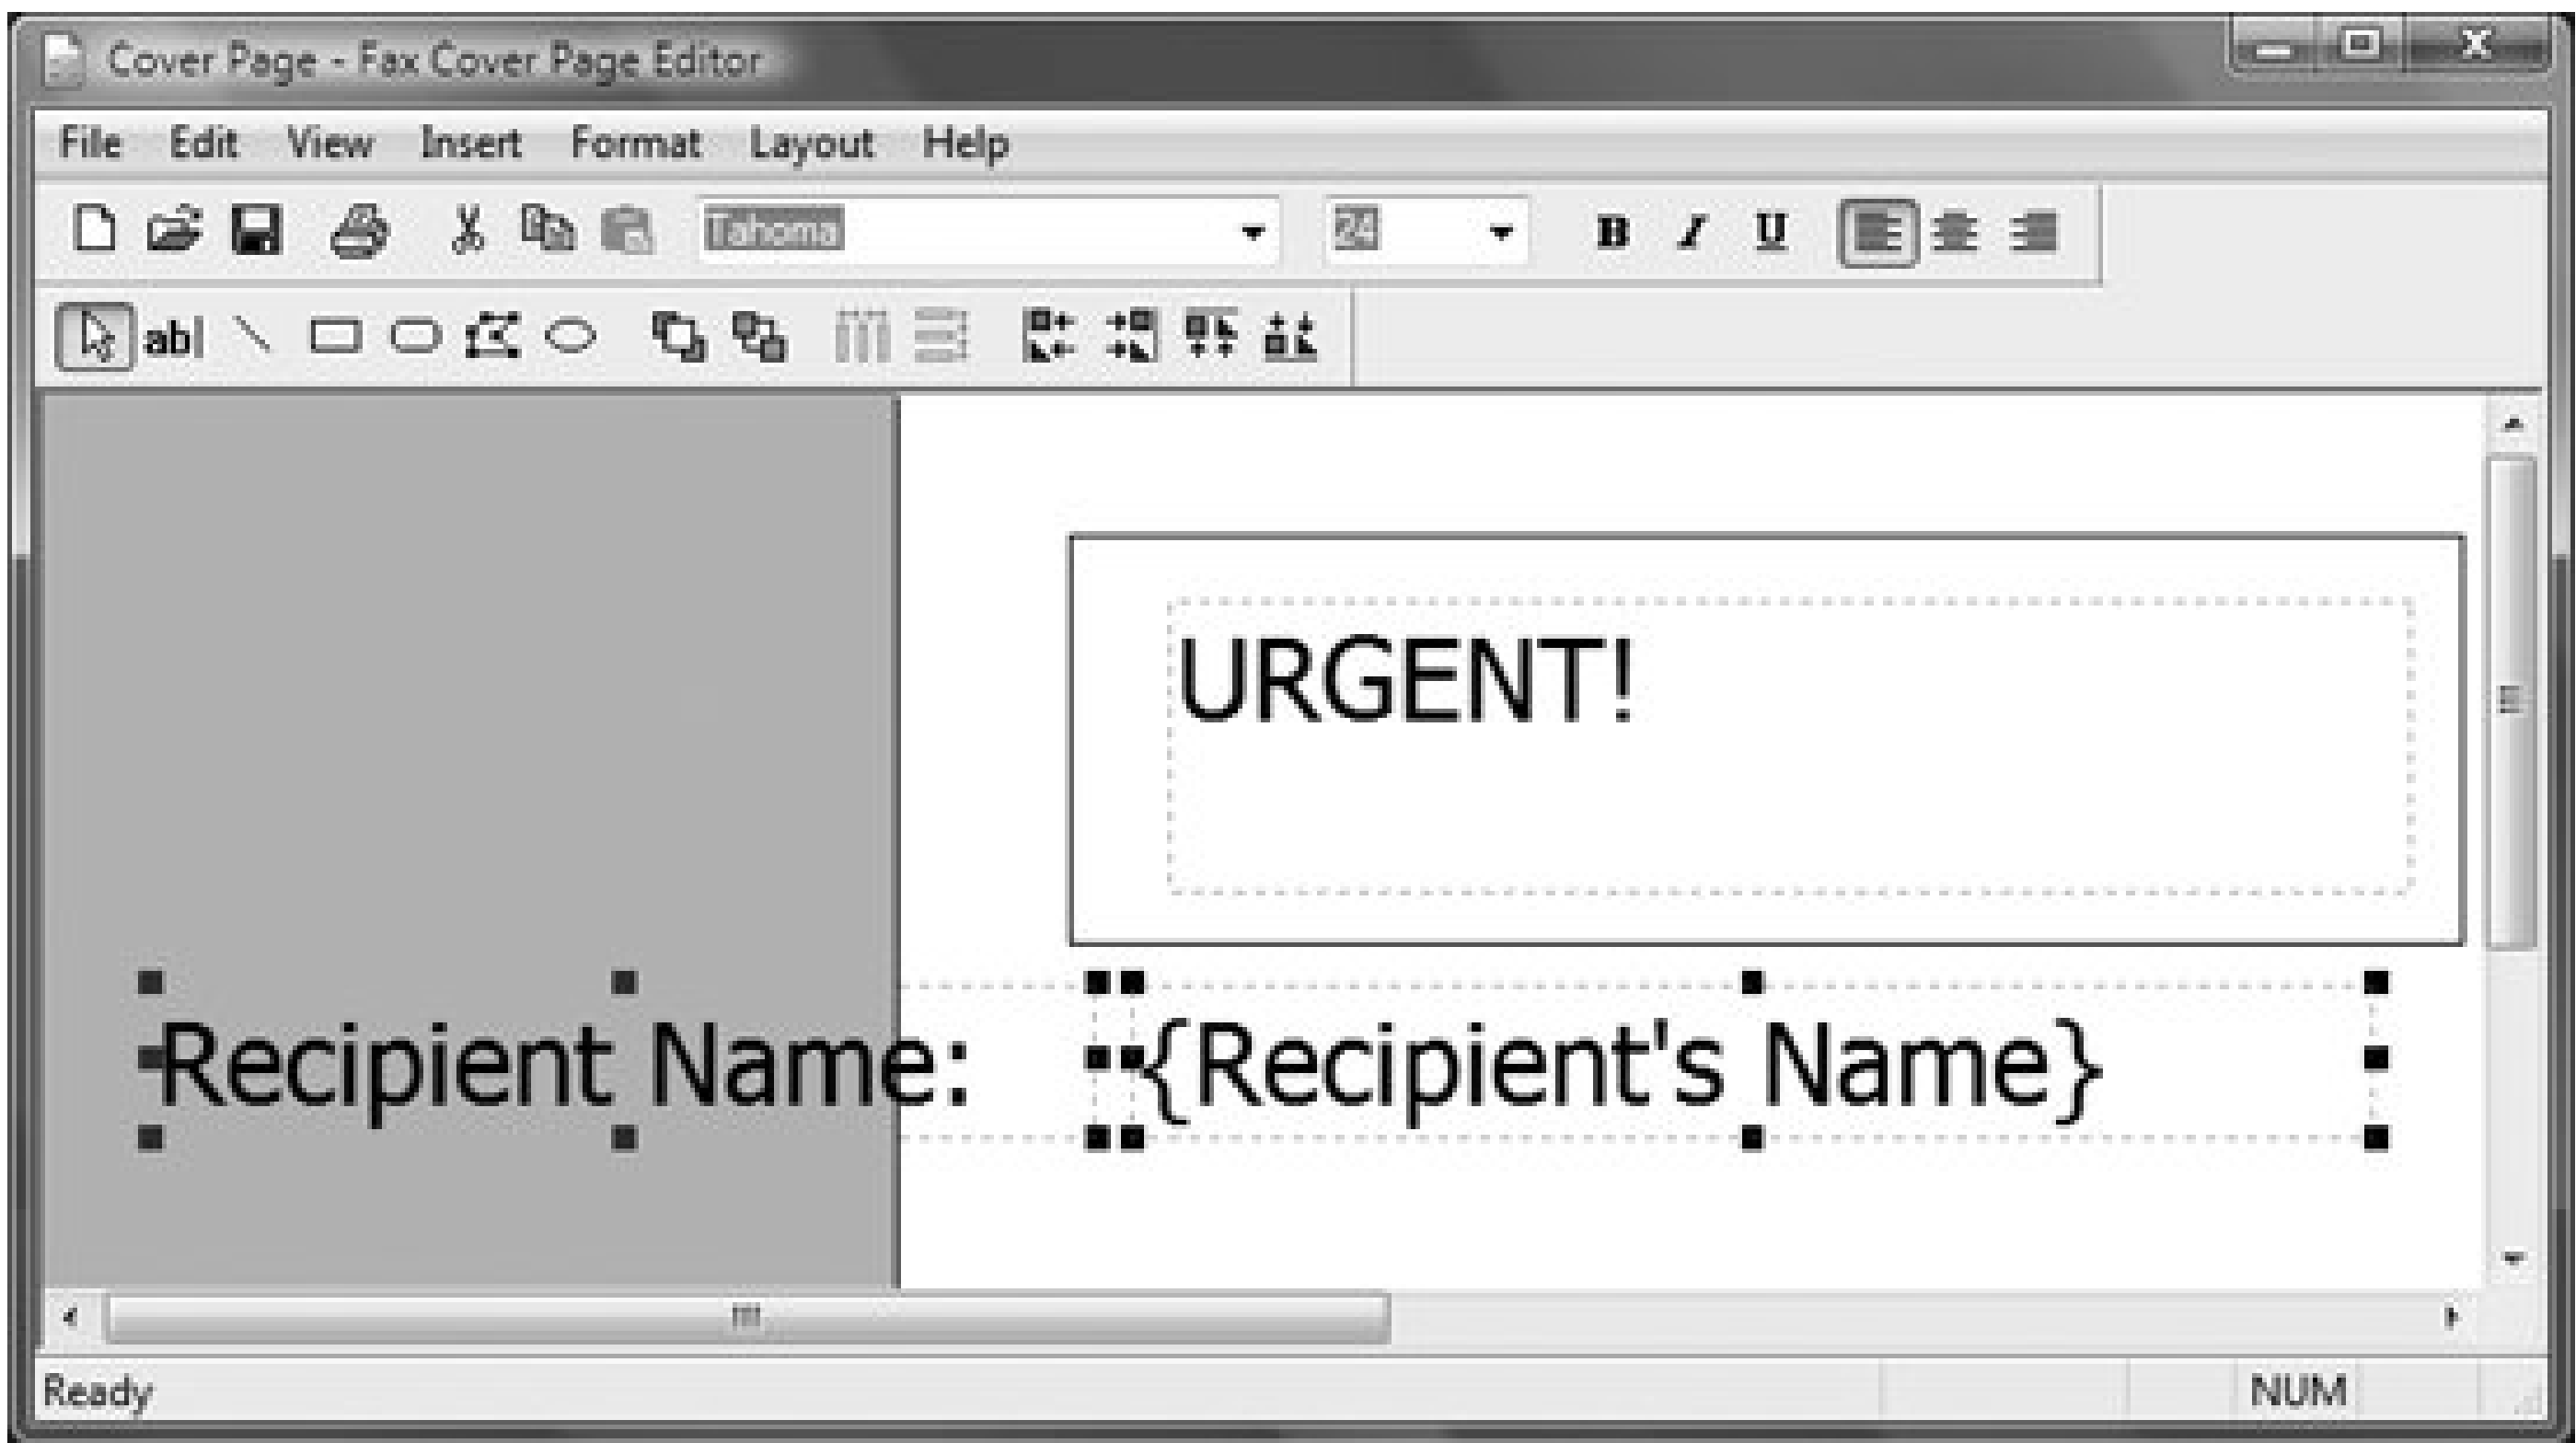 Cover Page - Fax Cover Page Editor
File Edit View Insert Format Layout Help
Tahoma 24 B I U
ab|
URGENT!
Recipient Name: {Recipient's Name}
Ready NUM